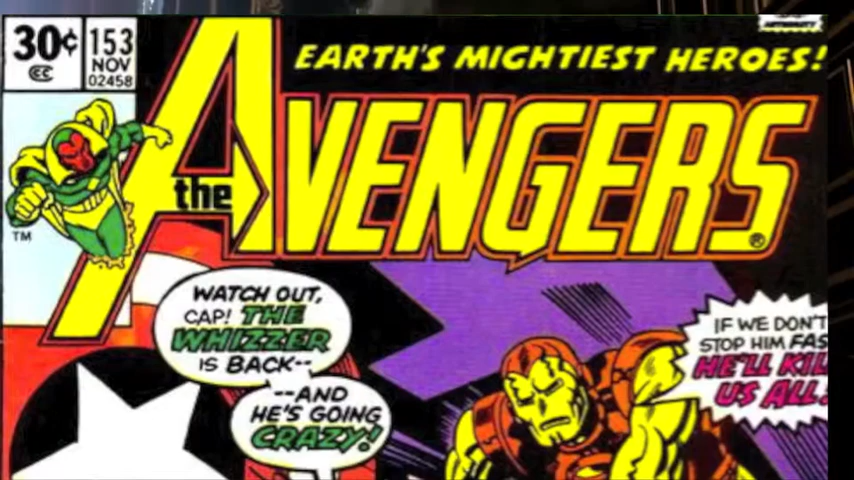 30¢
CC
153
NOV
02458
EARTH'S MIGHTIEST HEROES!
the AVENGERS
®
TM
WATCH OUT,
CAP! THE
WHIZZER
IS BACK--
--AND
HE'S GOING
CRAZY!
IF WE DON'T
STOP HIM FAS
HE'LL KIL
US ALL!